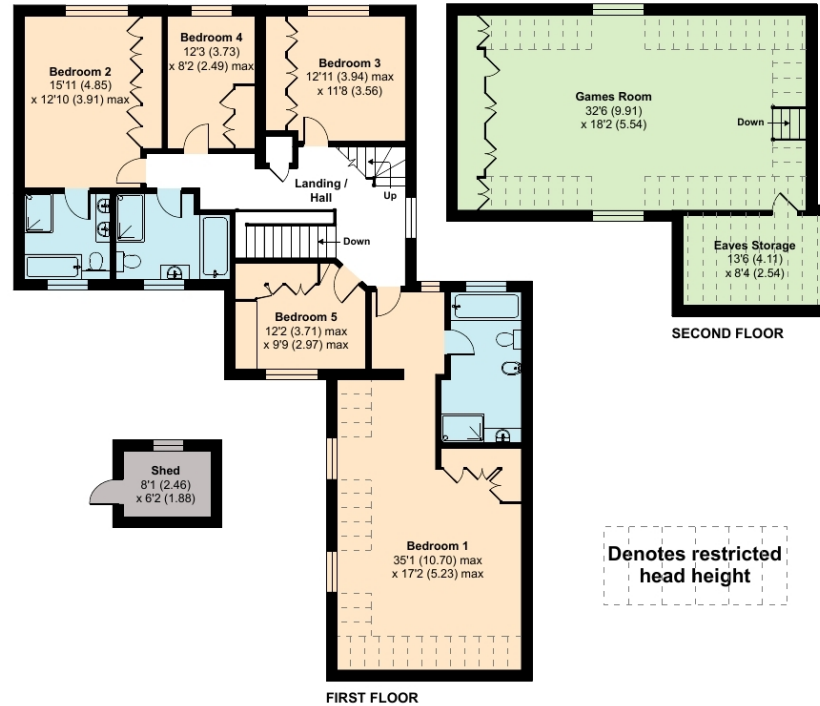 Bedroom 2
15'11 (4.85)
x 12'10 (3.91) max
Bedroom 4
12'3 (3.73)
x 8'2 (2.49) max
Bedroom 3
12'11 (3.94) max
x 11'8 (3.56)
Landing /
Hall
Up
Down
Bedroom 5
12'2 (3.71) max
x 9'9 (2.97) max
Bedroom 1
35'1 (10.70) max
x 17'2 (5.23) max
FIRST FLOOR
Games Room
32'6 (9.91)
x 18'2 (5.54)
Down
Eaves Storage
13'6 (4.11)
x 8'4 (2.54)
SECOND FLOOR
Shed
8'1 (2.46)
x 6'2 (1.88)
Denotes restricted
head height